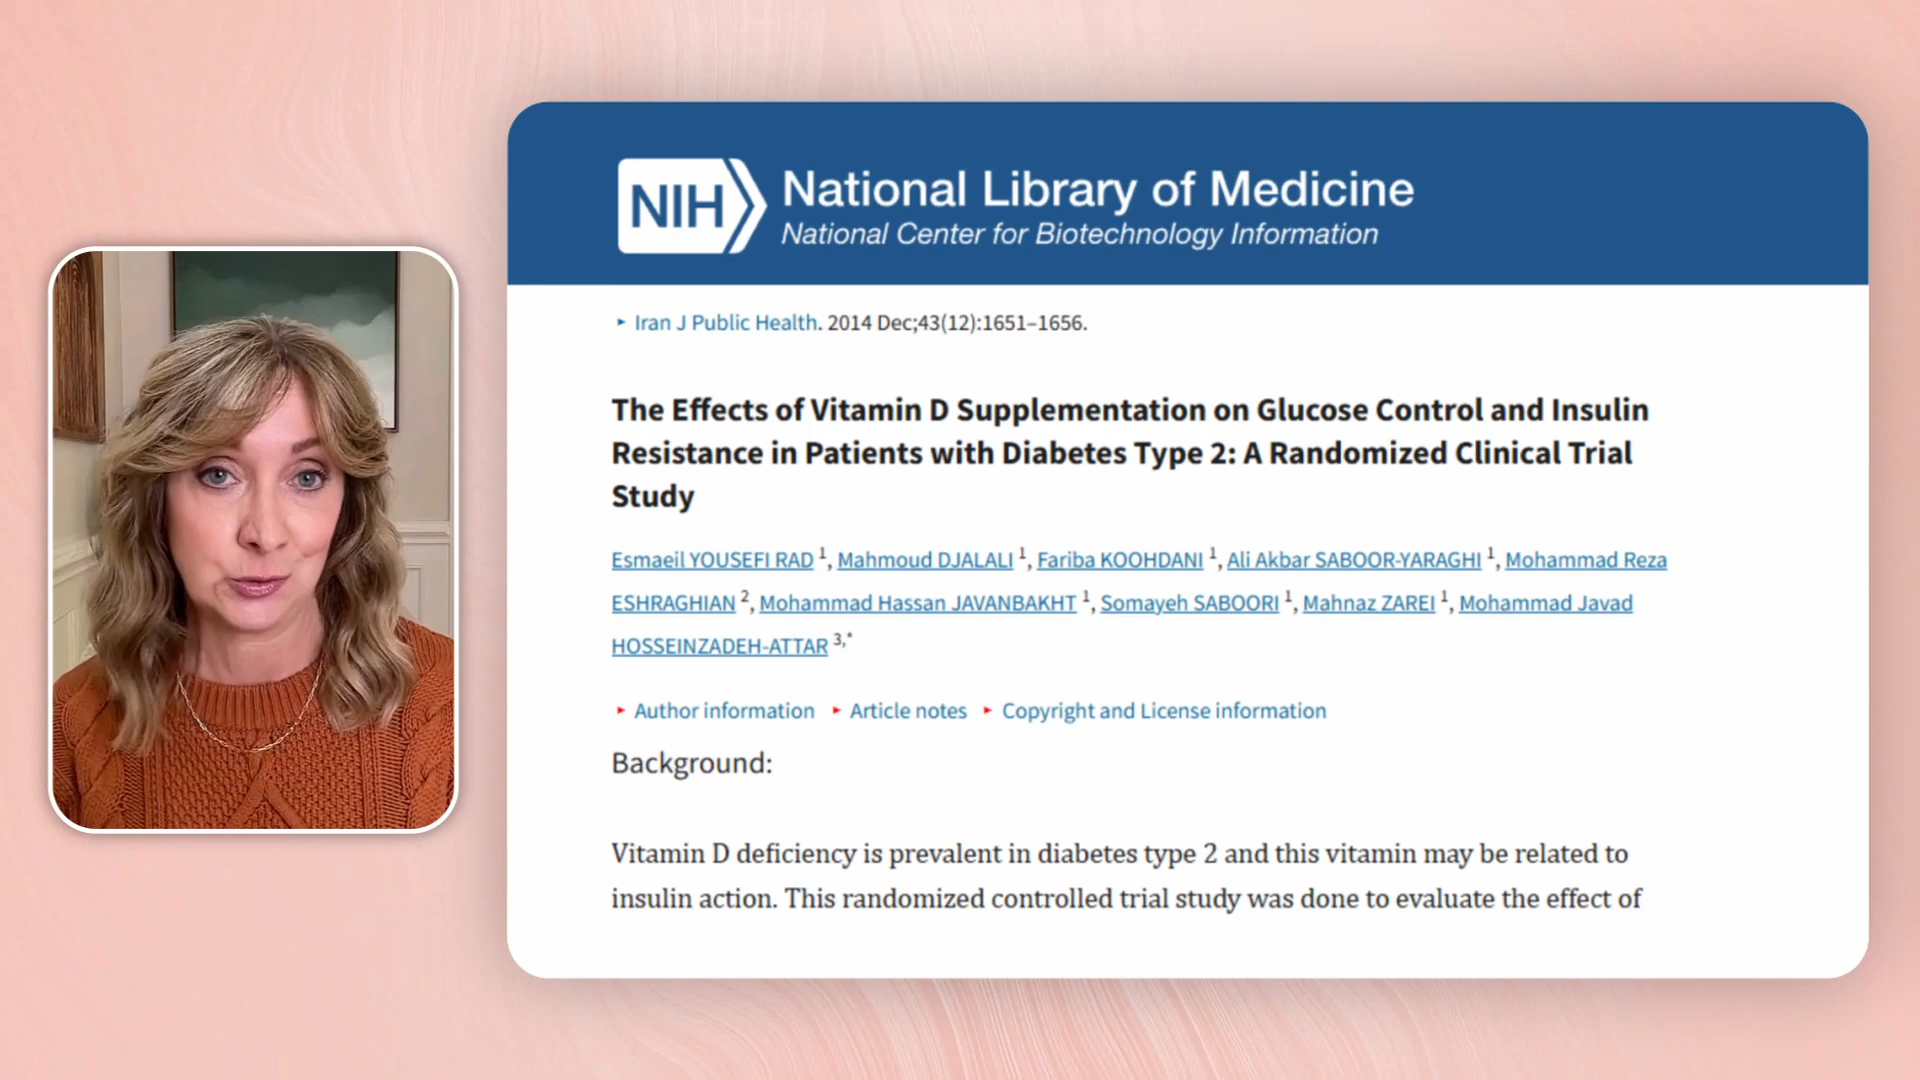 NIH
National Library of Medicine
National Center for Biotechnology Information
Iran J Public Health. 2014 Dec;43(12):1651–1656.
The Effects of Vitamin D Supplementation on Glucose Control and Insulin
Resistance in Patients with Diabetes Type 2: A Randomized Clinical Trial
Study
Esmaeil YOUSEFI RAD 1, Mahmoud DJALALI 1, Fariba KOOHDANI 1, Ali Akbar SABOOR-YARAGHI 1, Mohammad Reza
ESHRAGHIAN 2, Mohammad Hassan JAVANBAKHT 1, Somayeh SABOORI 1, Mahnaz ZAREI 1, Mohammad Javad
HOSSEINZADEH-ATTAR 3,*
Author information Article notes Copyright and License information
Background:
Vitamin D deficiency is prevalent in diabetes type 2 and this vitamin may be related to
insulin action. This randomized controlled trial study was done to evaluate the effect of